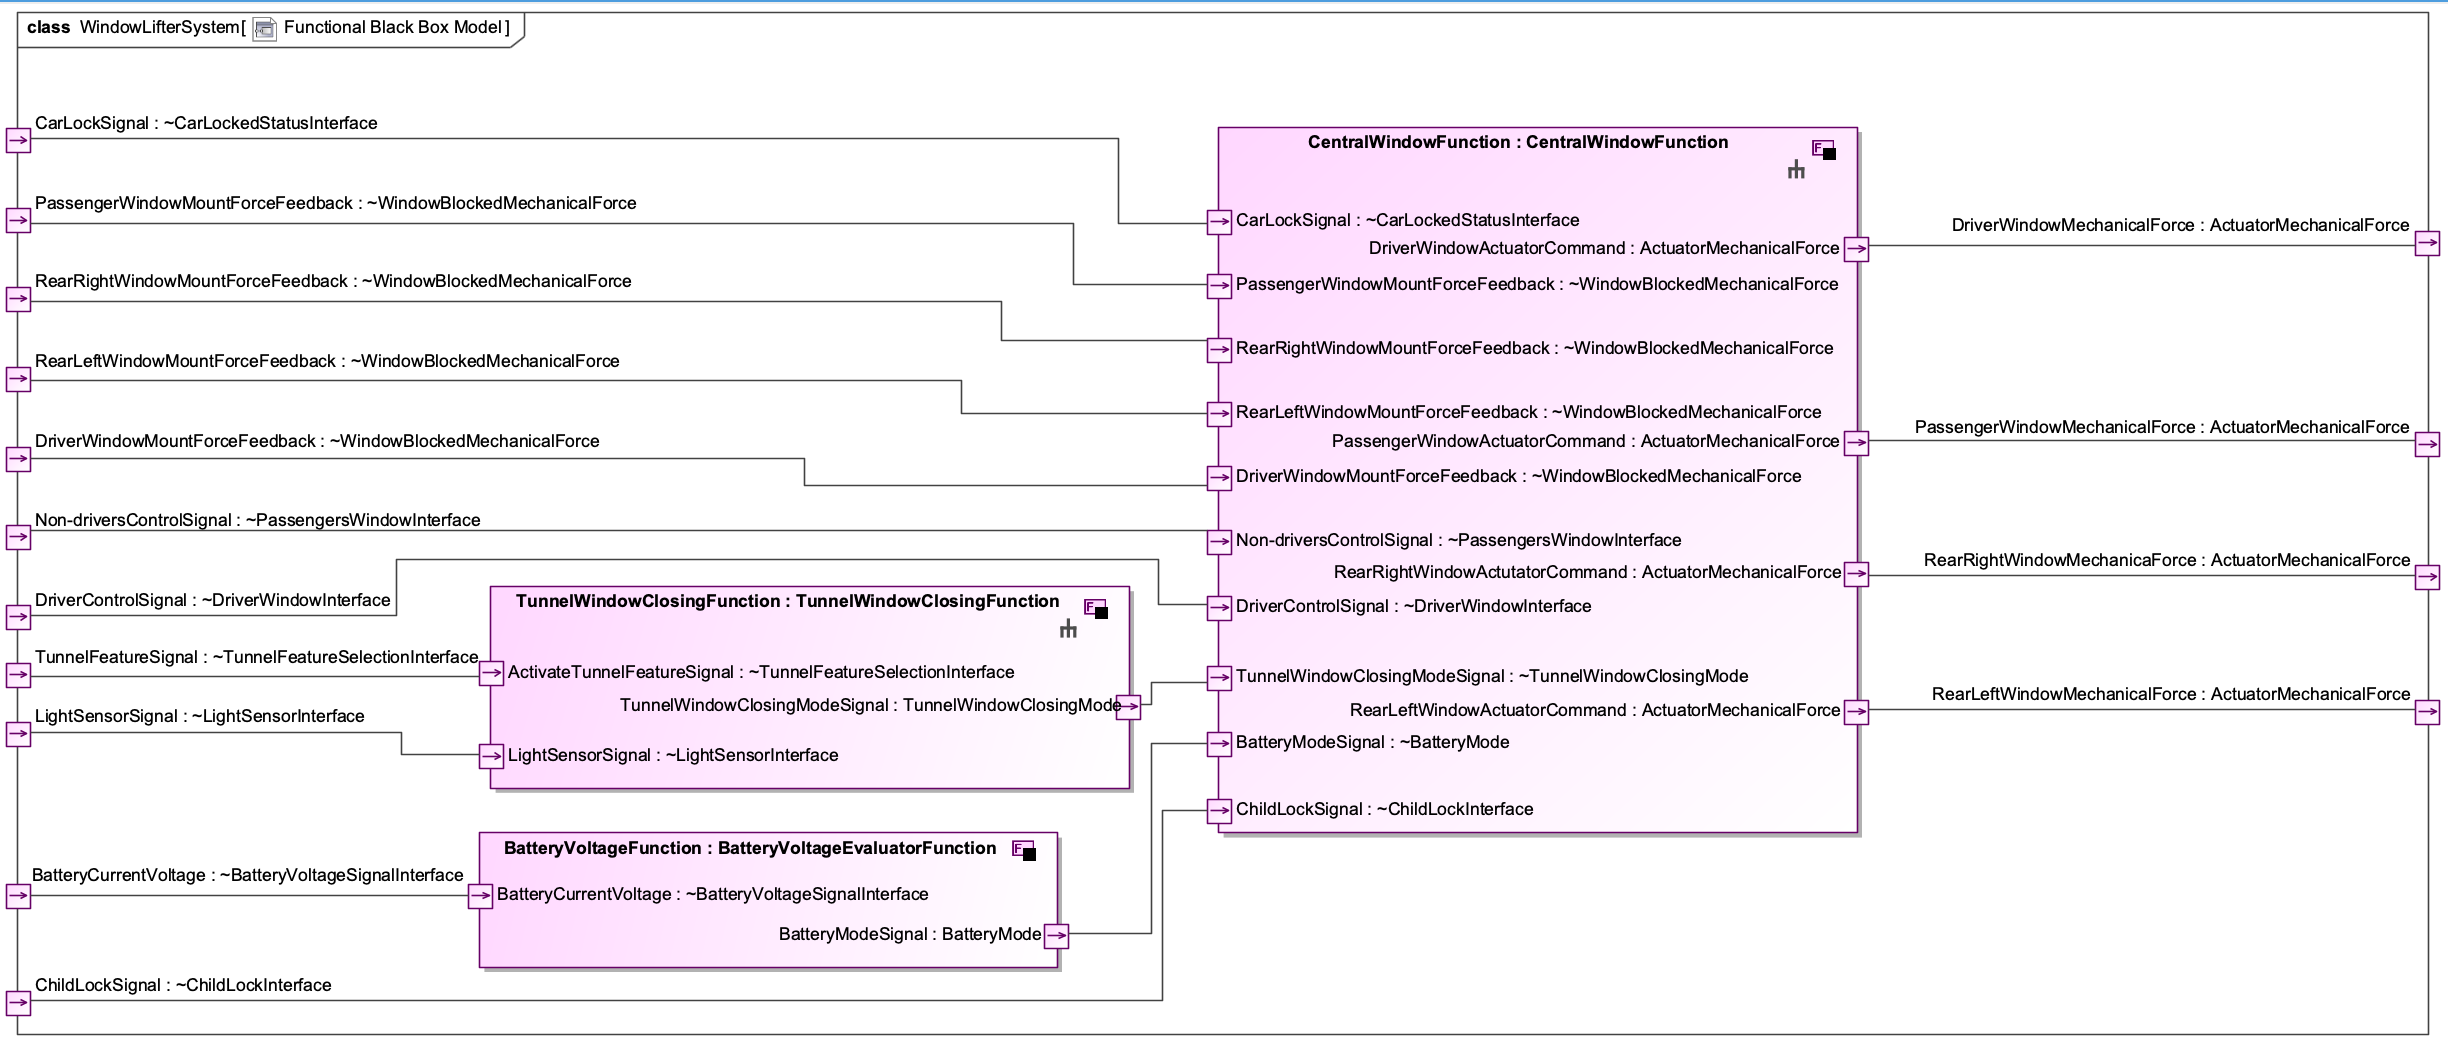 class WindowLifterSystem[ Functional Black Box Model ]
CarLockSignal : ~CarLockedStatusInterface
PassengerWindowMountForceFeedback : ~WindowBlockedMechanicalForce
RearRightWindowMountForceFeedback : ~WindowBlockedMechanicalForce
RearLeftWindowMountForceFeedback : ~WindowBlockedMechanicalForce
DriverWindowMountForceFeedback : ~WindowBlockedMechanicalForce
Non-driversControlSignal : ~PassengersWindowInterface
DriverControlSignal : ~DriverWindowInterface
TunnelFeatureSignal : ~TunnelFeatureSelectionInterface
LightSensorSignal : ~LightSensorInterface
BatteryCurrentVoltage : ~BatteryVoltageSignalInterface
ChildLockSignal : ~ChildLockInterface
TunnelWindowClosingFunction : TunnelWindowClosingFunction
F
ActivateTunnelFeatureSignal : ~TunnelFeatureSelectionInterface
TunnelWindowClosingModeSignal : TunnelWindowClosingMode
LightSensorSignal : ~LightSensorInterface
BatteryVoltageFunction : BatteryVoltageEvaluatorFunction
F
BatteryCurrentVoltage : ~BatteryVoltageSignalInterface
BatteryModeSignal : BatteryMode
CentralWindowFunction : CentralWindowFunction
F
CarLockSignal : ~CarLockedStatusInterface
DriverWindowActuatorCommand : ActuatorMechanicalForce
PassengerWindowMountForceFeedback : ~WindowBlockedMechanicalForce
RearRightWindowMountForceFeedback : ~WindowBlockedMechanicalForce
RearLeftWindowMountForceFeedback : ~WindowBlockedMechanicalForce
PassengerWindowActuatorCommand : ActuatorMechanicalForce
DriverWindowMountForceFeedback : ~WindowBlockedMechanicalForce
Non-driversControlSignal : ~PassengersWindowInterface
RearRightWindowActutatorCommand : ActuatorMechanicalForce
DriverControlSignal : ~DriverWindowInterface
TunnelWindowClosingModeSignal : ~TunnelWindowClosingMode
RearLeftWindowActuatorCommand : ActuatorMechanicalForce
BatteryModeSignal : ~BatteryMode
ChildLockSignal : ~ChildLockInterface
DriverWindowMechanicalForce : ActuatorMechanicalForce
PassengerWindowMechanicalForce : ActuatorMechanicalForce
RearRightWindowMechanicaForce : ActuatorMechanicalForce
RearLeftWindowMechanicalForce : ActuatorMechanicalForce